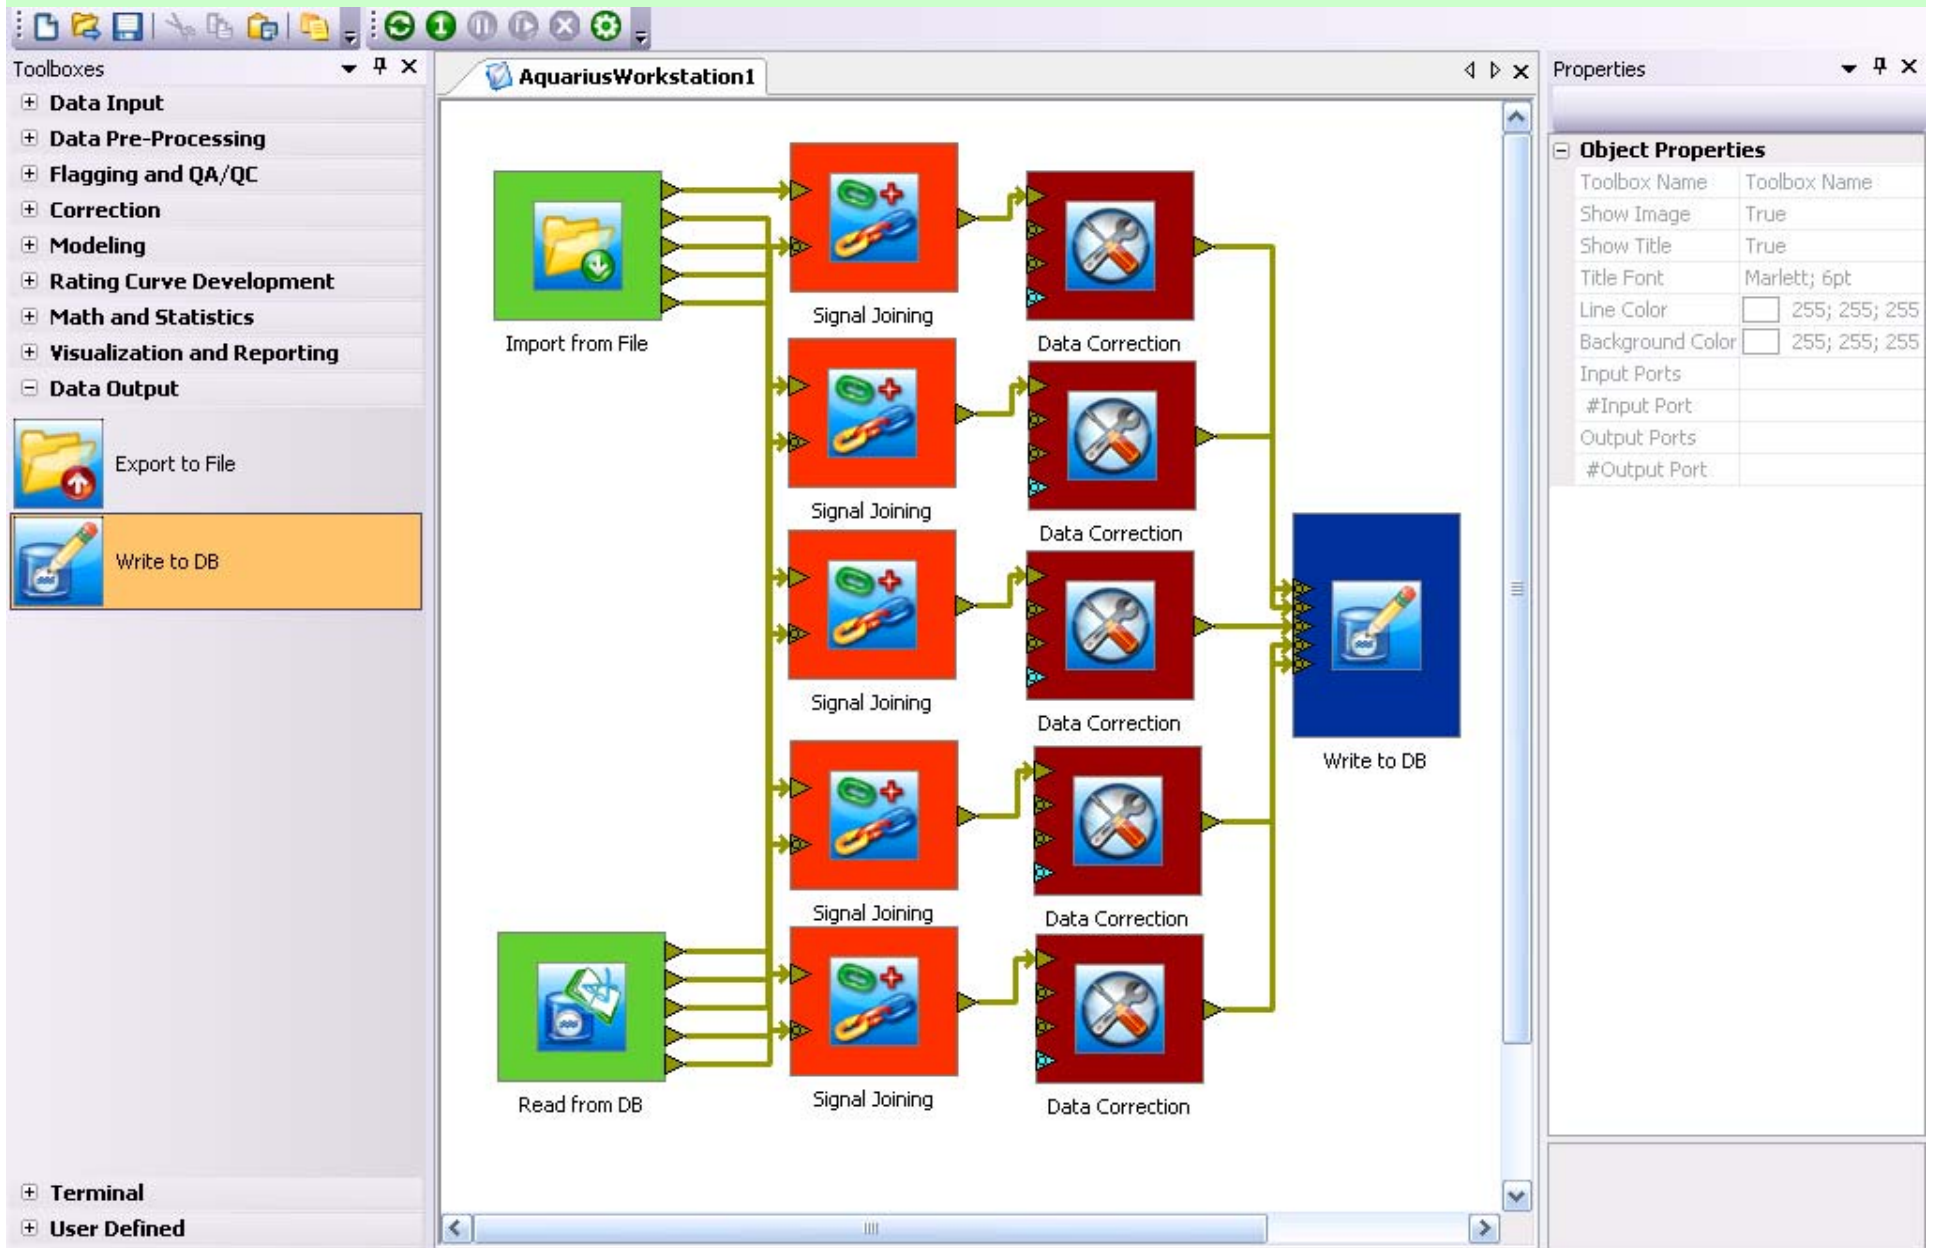 1
Toolboxes
Data Input
Data Pre-Processing
Flagging and QA/QC
Correction
Modeling
Rating Curve Development
Math and Statistics
Visualization and Reporting
Data Output
Export to File
Write to DB
Terminal
User Defined
AquariusWorkstation1
Import from File
Signal Joining
Data Correction
Signal Joining
Data Correction
Signal Joining
Data Correction
Write to DB
Signal Joining
Data Correction
Read from DB
Signal Joining
Data Correction
Properties
Object Properties
Toolbox Name Toolbox Name
Show Image True
Show Title True
Title Font Marlett; 6pt
Line Color 255; 255; 255
Background Color 255; 255; 255
Input Ports
#Input Port
Output Ports
#Output Port